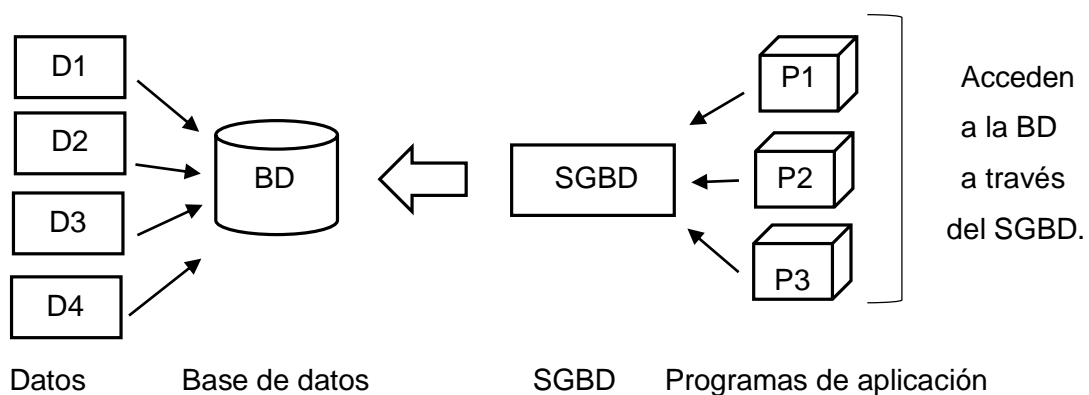 D1
D2
D3
D4
BD
SGBD
P1
P2
P3
Acceden
a la BD
a través
del SGBD.
Datos
Base de datos
SGBD
Programas de aplicación